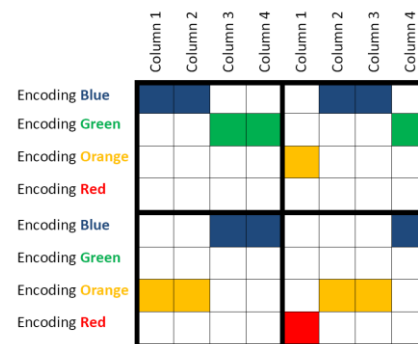 Column 1
Column 2
Column 3
Column 4
Column 1
Column 2
Column 3
Column 4
Encoding Blue
Encoding Green
Encoding Orange
Encoding Red
Encoding Blue
Encoding Green
Encoding Orange
Encoding Red